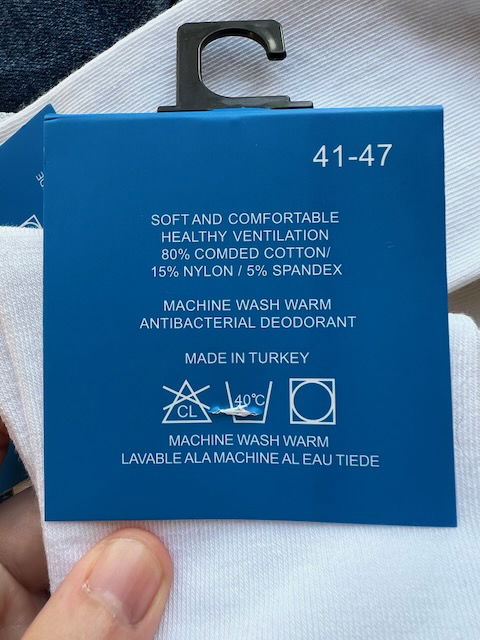 41-47
SOFT AND COMFORTABLE
HEALTHY VENTILATION
80% COMDED COTTON/
15% NYLON / 5% SPANDEX
MACHINE WASH WARM
ANTIBACTERIAL DEODORANT
MADE IN TURKEY
CL 40°C
MACHINE WASH WARM
LAVABLE ALA MACHINE AL EAU TIEDE